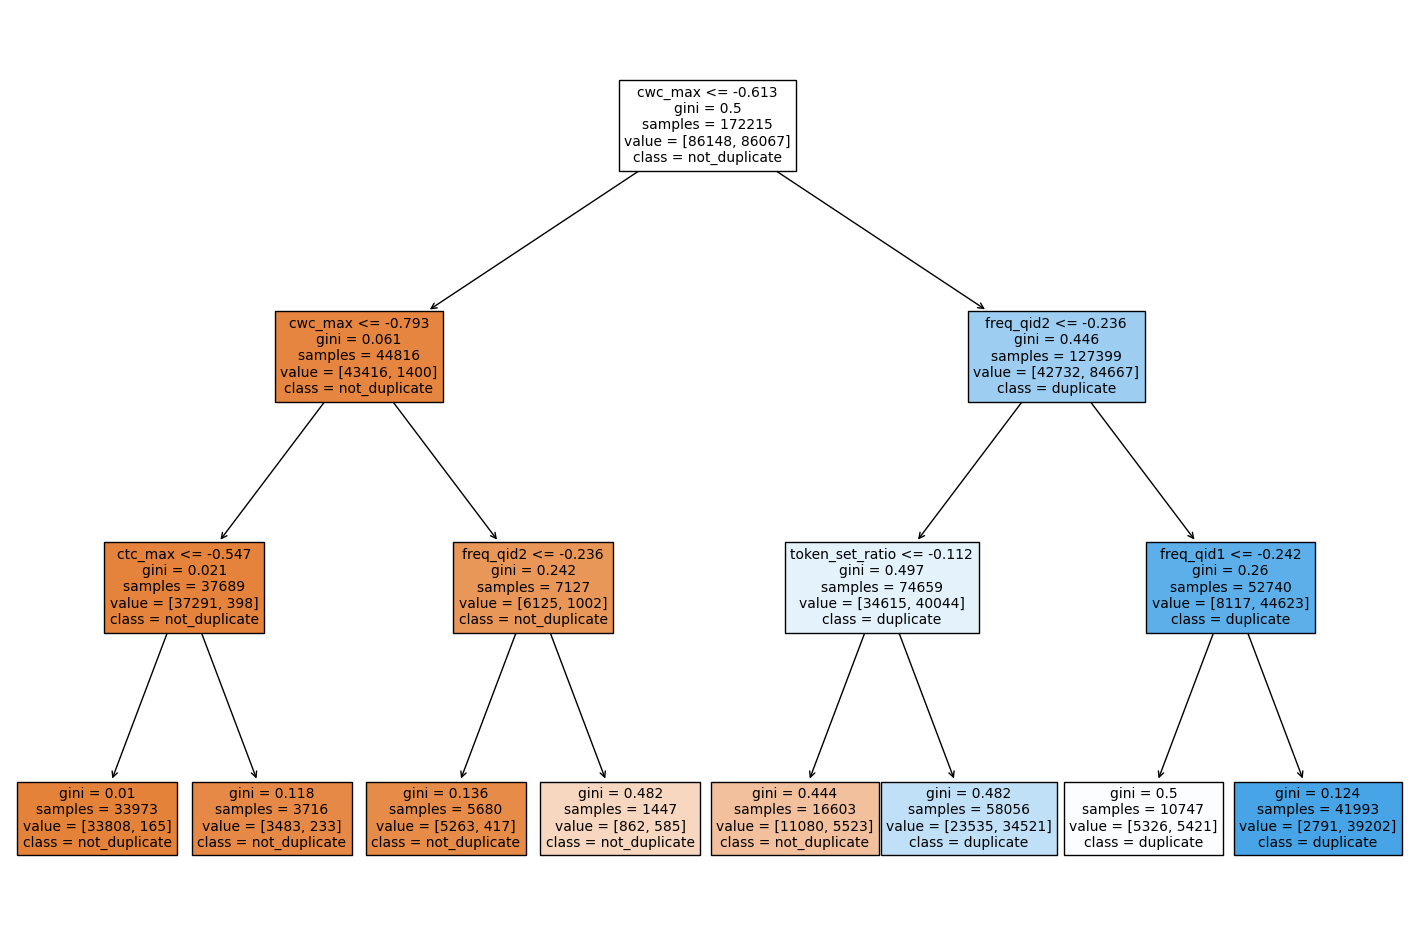 cwc_max <= -0.613
gini = 0.5
samples = 172215
value = [86148, 86067]
class = not_duplicate
cwc_max <= -0.793
gini = 0.061
samples = 44816
value = [43416, 1400]
class = not_duplicate
freq_qid2 <= -0.236
gini = 0.446
samples = 127399
value = [42732, 84667]
class = duplicate
ctc_max <= -0.547
gini = 0.021
samples = 37689
value = [37291, 398]
class = not_duplicate
freq_qid2 <= -0.236
gini = 0.242
samples = 7127
value = [6125, 1002]
class = not_duplicate
token_set_ratio <= -0.112
gini = 0.497
samples = 74659
value = [34615, 40044]
class = duplicate
freq_qid1 <= -0.242
gini = 0.26
samples = 52740
value = [8117, 44623]
class = duplicate
gini = 0.01
samples = 33973
value = [33808, 165]
class = not_duplicate
gini = 0.118
samples = 3716
value = [3483, 233]
class = not_duplicate
gini = 0.136
samples = 5680
value = [5263, 417]
class = not_duplicate
gini = 0.482
samples = 1447
value = [862, 585]
class = not_duplicate
gini = 0.444
samples = 16603
value = [11080, 5523]
class = not_duplicate
gini = 0.482
samples = 58056
value = [23535, 34521]
class = duplicate
gini = 0.5
samples = 10747
value = [5326, 5421]
class = duplicate
gini = 0.124
samples = 41993
value = [2791, 39202]
class = duplicate